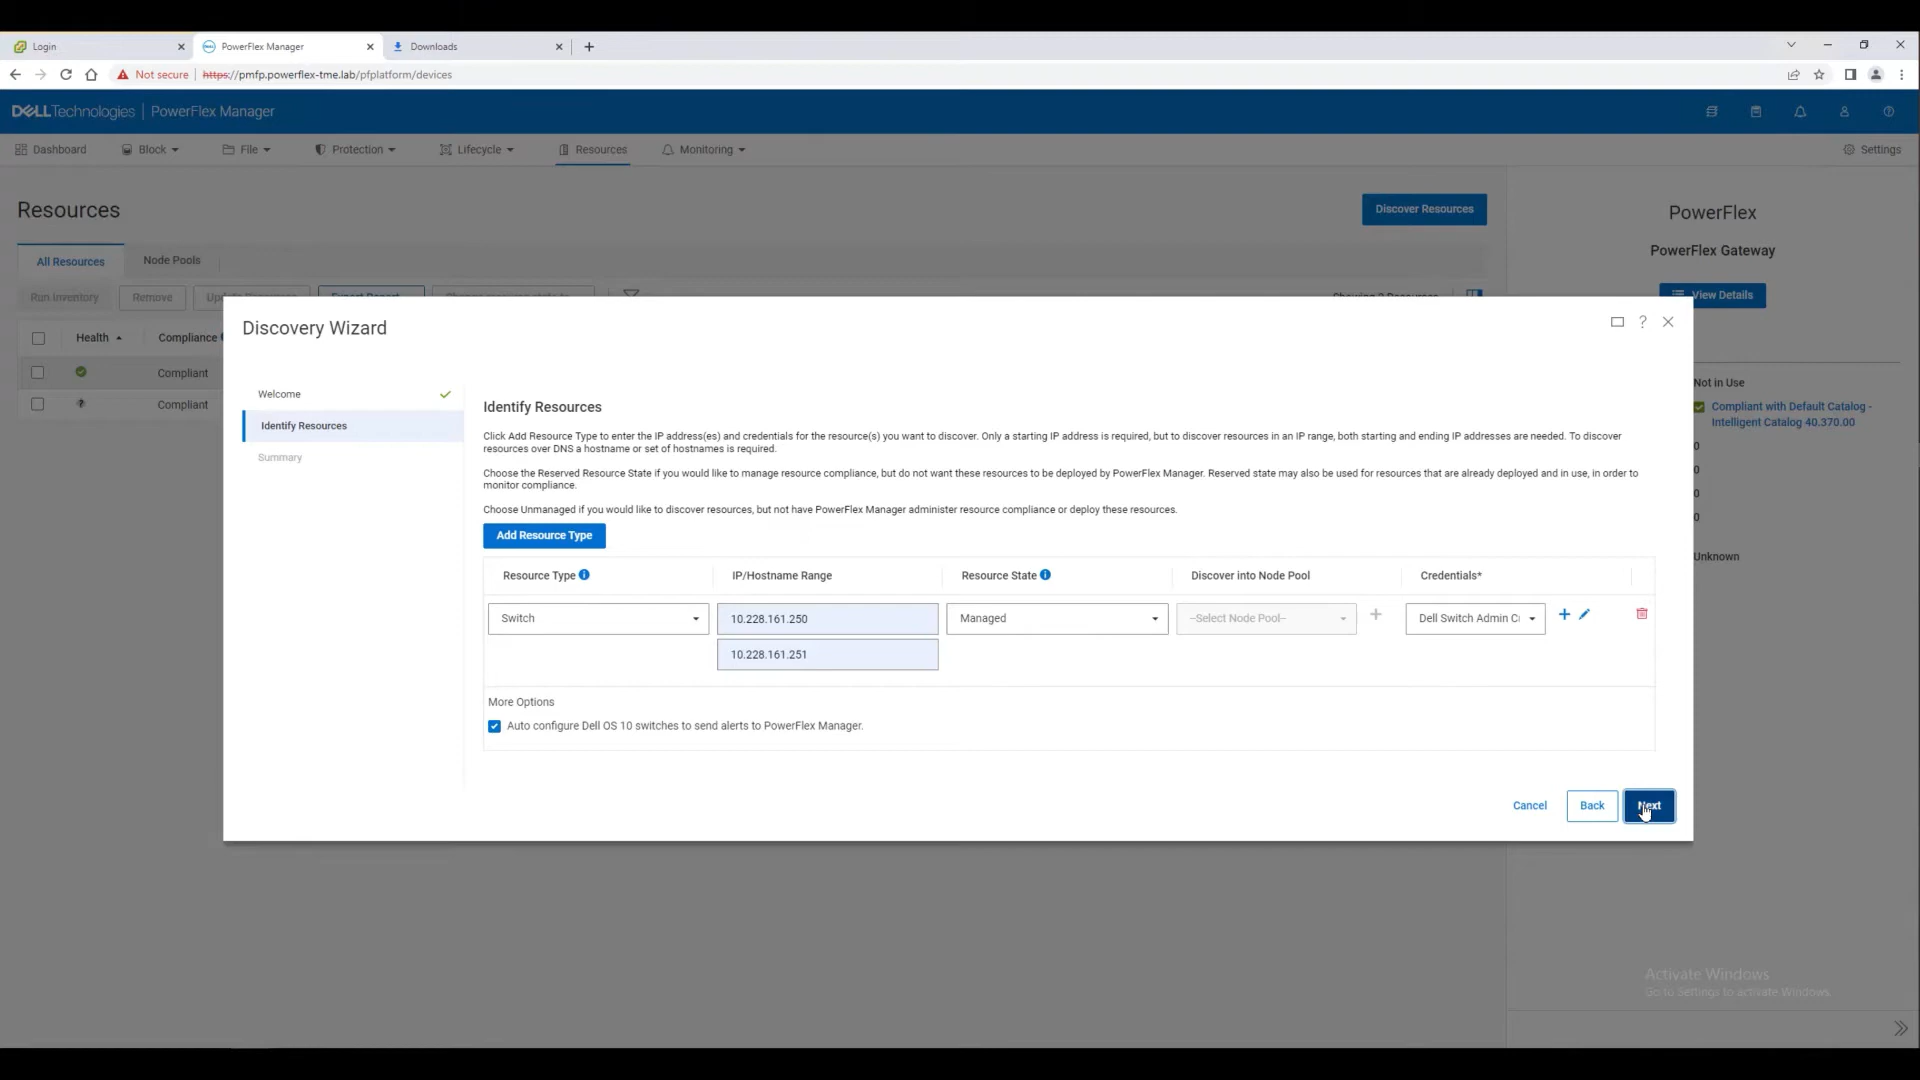 Login
PowerFlex Manager
Downloads
Not secure
https://pmfp.powerflex-tme.lab/pfplatform/devices
DELLTechnologies | PowerFlex Manager
Dashboard
Block
File
Protection
Lifecycle
Resources
Monitoring
Settings
Resources
Discover Resources
PowerFlex
PowerFlex Gateway
View Details
All Resources
Node Pools
Run Inventory
Remove
Health
Compliance
Compliant
Compliant
Not in Use
Compliant with Default Catalog -
Intelligent Catalog 40.370.00
0
0
0
0
Unknown
Discovery Wizard
Welcome
Identify Resources
Summary
Identify Resources
Click Add Resource Type to enter the IP address(es) and credentials for the resource(s) you want to discover. Only a starting IP address is required, but to discover resources in an IP range, both starting and ending IP addresses are needed. To discover
resources over DNS a hostname or set of hostnames is required.
Choose the Reserved Resource State if you would like to manage resource compliance, but do not want these resources to be deployed by PowerFlex Manager. Reserved state may also be used for resources that are already deployed and in use, in order to
monitor compliance.
Choose Unmanaged if you would like to discover resources, but not have PowerFlex Manager administer resource compliance or deploy these resources.
Add Resource Type
Resource Type
IP/Hostname Range
Resource State
Discover into Node Pool
Credentials*
Switch
10.228.161.250
Managed
--Select Node Pool--
Dell Switch Admin
10.228.161.251
More Options
Auto configure Dell OS 10 switches to send alerts to PowerFlex Manager.
Cancel
Back
Next
Activate Windows
Go to Settings to activate Windows.